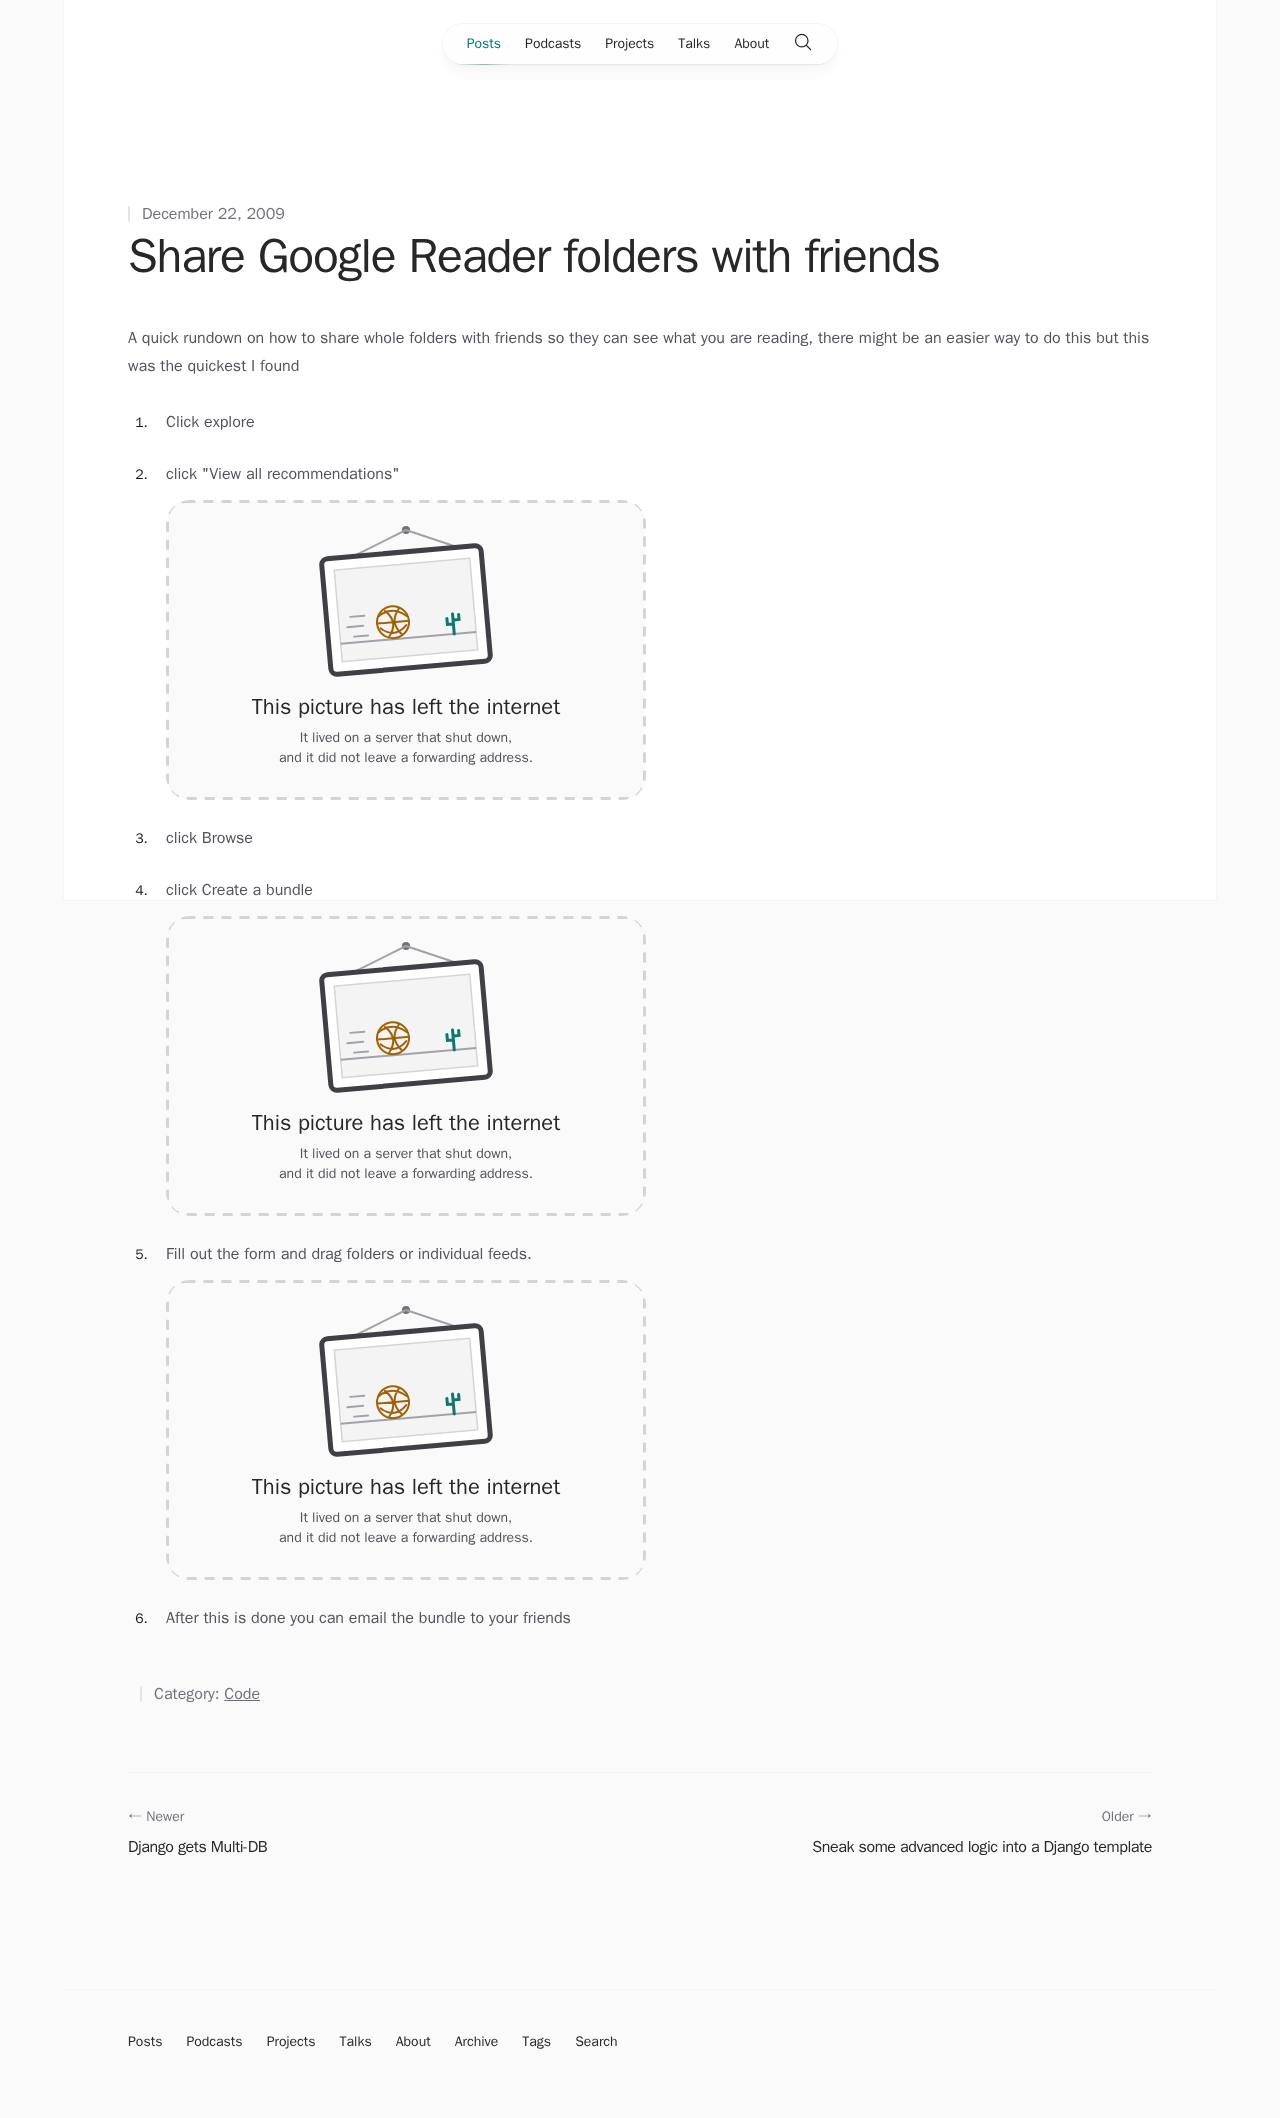 Posts Podcasts Projects Talks About
December 22, 2009
Share Google Reader folders with friends
A quick rundown on how to share whole folders with friends so they can see what you are reading, there might be an easier way to do this but this
was the quickest I found
1. Click explore
2. click "View all recommendations"
This picture has left the internet
It lived on a server that shut down,
and it did not leave a forwarding address.
3. click Browse
4. click Create a bundle
This picture has left the internet
It lived on a server that shut down,
and it did not leave a forwarding address.
5. Fill out the form and drag folders or individual feeds.
This picture has left the internet
It lived on a server that shut down,
and it did not leave a forwarding address.
6. After this is done you can email the bundle to your friends
Category: Code
← Newer
Django gets Multi-DB
Older →
Sneak some advanced logic into a Django template
Posts Podcasts Projects Talks About Archive Tags Search